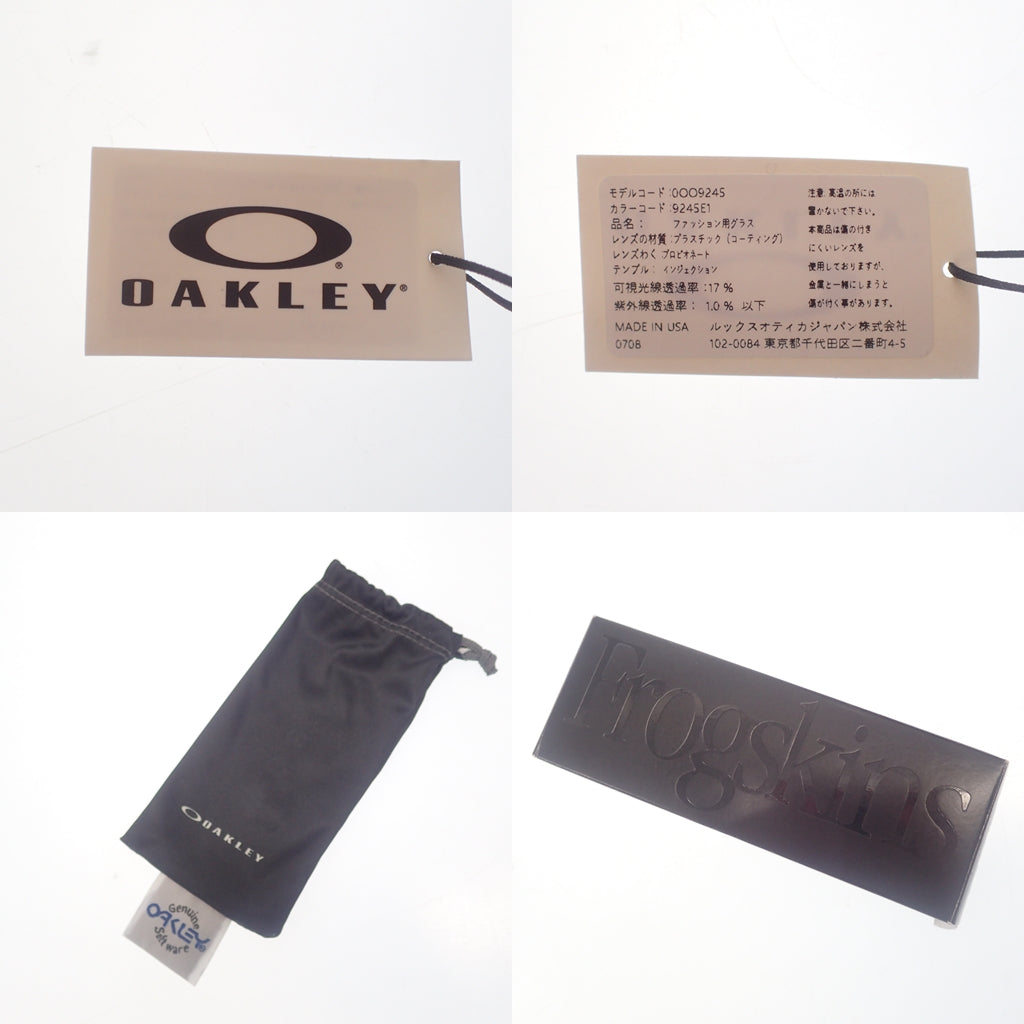 OAKLEY®
モデルコード:0OO9245
カラーコード:9245E1
品名: ファッション用グラス
レンズの材質:プラスチック（コーティング）
レンズわく プロピオネート
テンプル: インジェクション
可視光線透過率:17%
紫外線透過率: 1.0% 以下
MADE IN USA ルックスオティカジャパン株式会社
0708 102-0084 東京都千代田区二番町4-5
注意:高温の所には
置かないで下さい。
本商品は傷の付き
にくいレンズを
使用しておりますが、
金属と一緒にしまうと
傷が付く事があります。
OAKLEY
Genuine
OAKLEY
Software
Frogskins